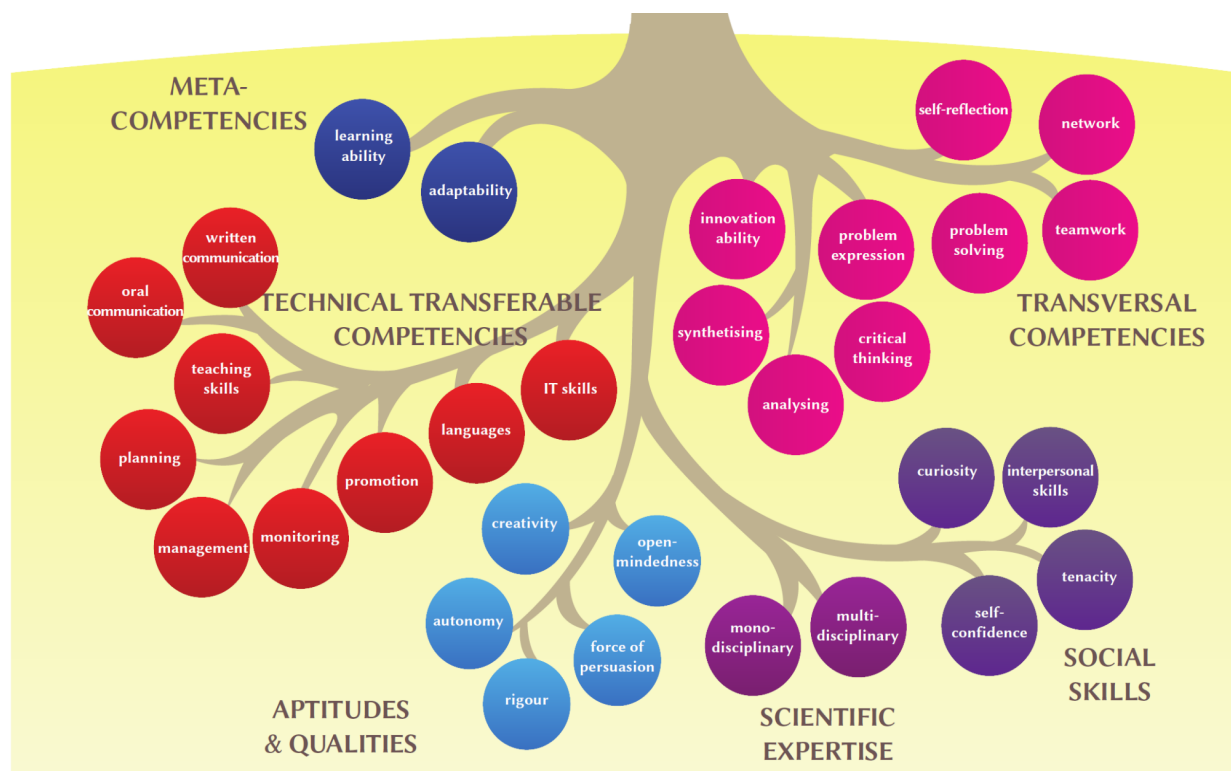 META-
COMPETENCIES
learning
ability
adaptability
written
communication
oral
communication
TECHNICAL TRANSFERABLE
COMPETENCIES
teaching
skills
planning
management
monitoring
promotion
languages
IT skills
self-reflection
network
teamwork
problem
solving
problem
expression
innovation
ability
synthetising
analysing
critical
thinking
TRANSVERSAL
COMPETENCIES
creativity
open-
mindedness
autonomy
rigour
force of
persuasion
APTITUDES
& QUALITIES
mono-
disciplinary
multi-
disciplinary
SCIENTIFIC
EXPERTISE
curiosity
interpersonal
skills
tenacity
self-
confidence
SOCIAL
SKILLS